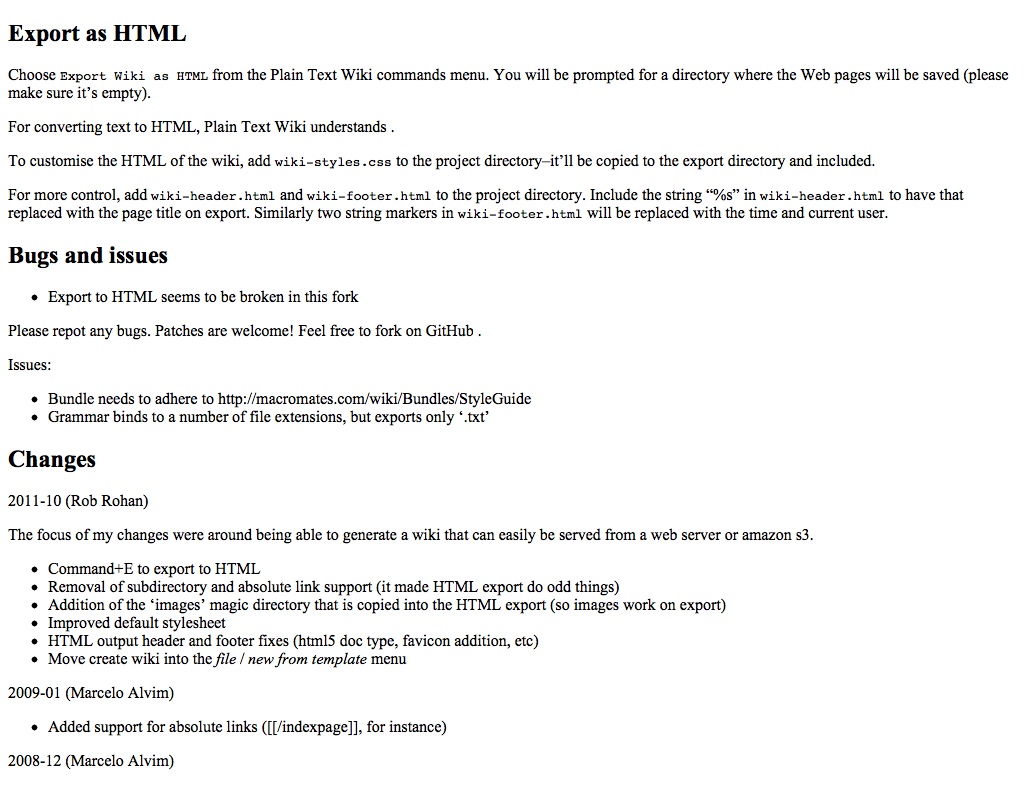 Export as HTML
Choose Export Wiki as HTML from the Plain Text Wiki commands menu. You will be prompted for a directory where the Web pages will be saved (please
make sure it’s empty).
For converting text to HTML, Plain Text Wiki understands .
To customise the HTML of the wiki, add wiki-styles.css to the project directory–it’ll be copied to the export directory and included.
For more control, add wiki-header.html and wiki-footer.html to the project directory. Include the string “%s” in wiki-header.html to have that
replaced with the page title on export. Similarly two string markers in wiki-footer.html will be replaced with the time and current user.
Bugs and issues
• Export to HTML seems to be broken in this fork
Please repot any bugs. Patches are welcome! Feel free to fork on GitHub .
Issues:
• Bundle needs to adhere to http://macromates.com/wiki/Bundles/StyleGuide
• Grammar binds to a number of file extensions, but exports only ‘.txt’
Changes
2011-10 (Rob Rohan)
The focus of my changes were around being able to generate a wiki that can easily be served from a web server or amazon s3.
• Command+E to export to HTML
• Removal of subdirectory and absolute link support (it made HTML export do odd things)
• Addition of the ‘images’ magic directory that is copied into the HTML export (so images work on export)
• Improved default stylesheet
• HTML output header and footer fixes (html5 doc type, favicon addition, etc)
• Move create wiki into the file / new from template menu
2009-01 (Marcelo Alvim)
• Added support for absolute links ([[/indexpage]], for instance)
2008-12 (Marcelo Alvim)